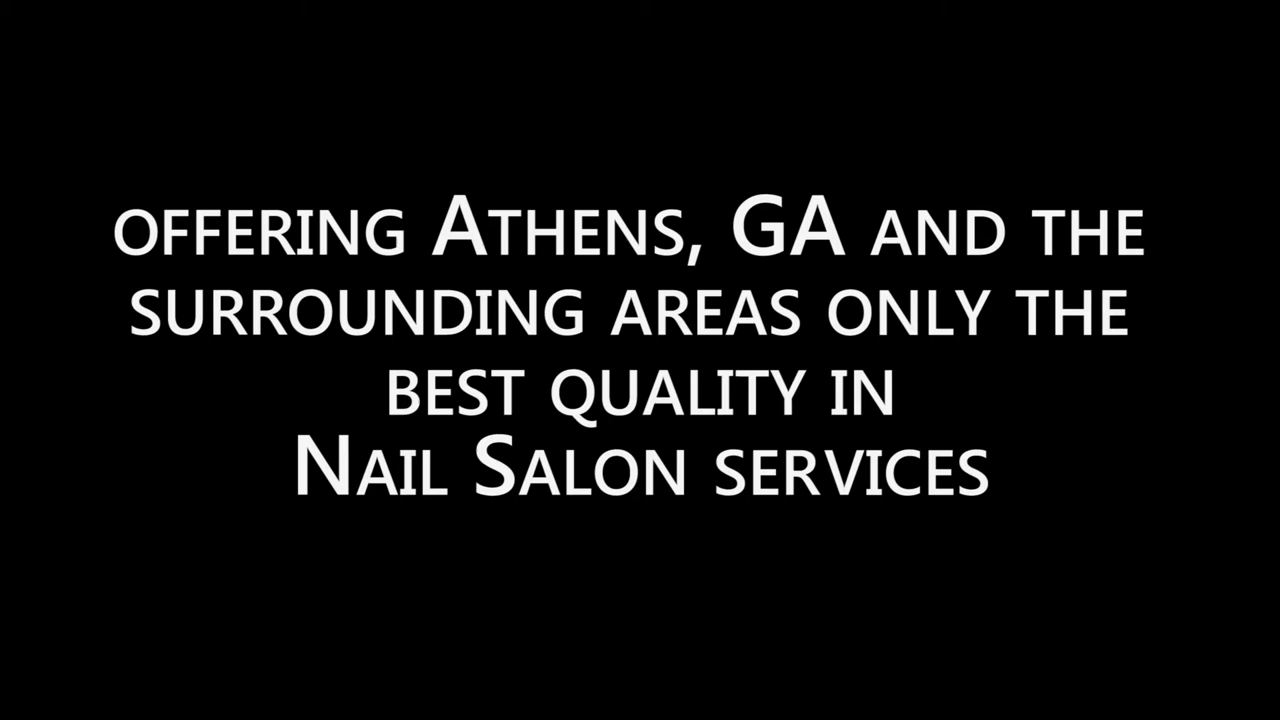 offering Athens, GA and the
surrounding areas only the
best quality in
Nail Salon services